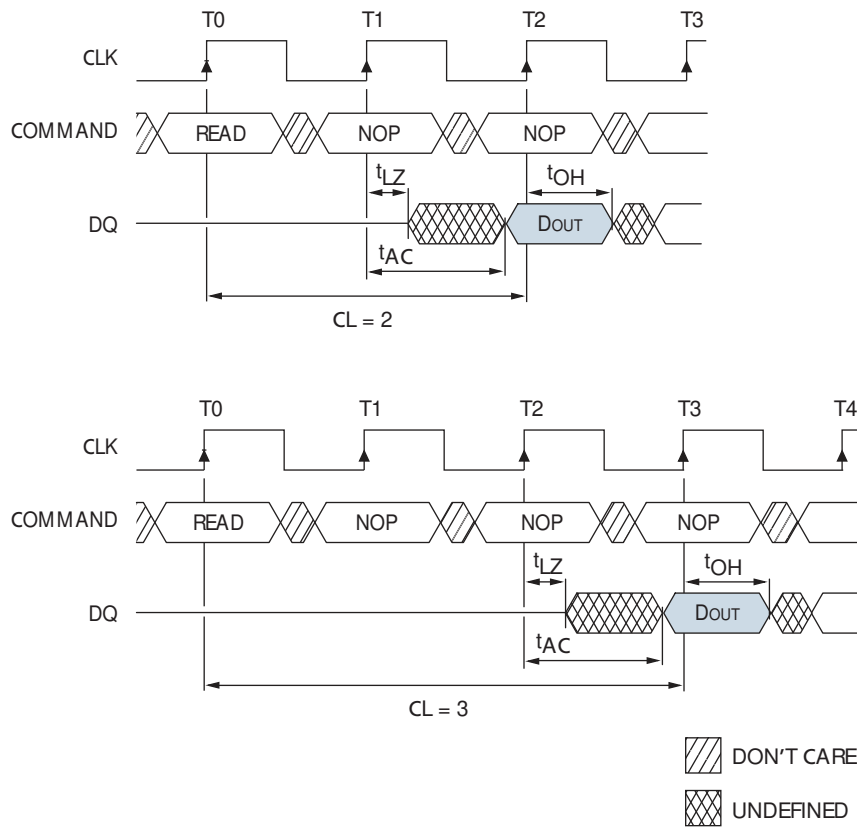 T0 T1 T2 T3
CLK
COMMAND READ NOP NOP
tLZ tOH
DQ DOUT
tAC
CL = 2
T0 T1 T2 T3 T4
CLK
COMMAND READ NOP NOP NOP
tLZ tOH
DQ DOUT
tAC
CL = 3
DON'T CARE
UNDEFINED